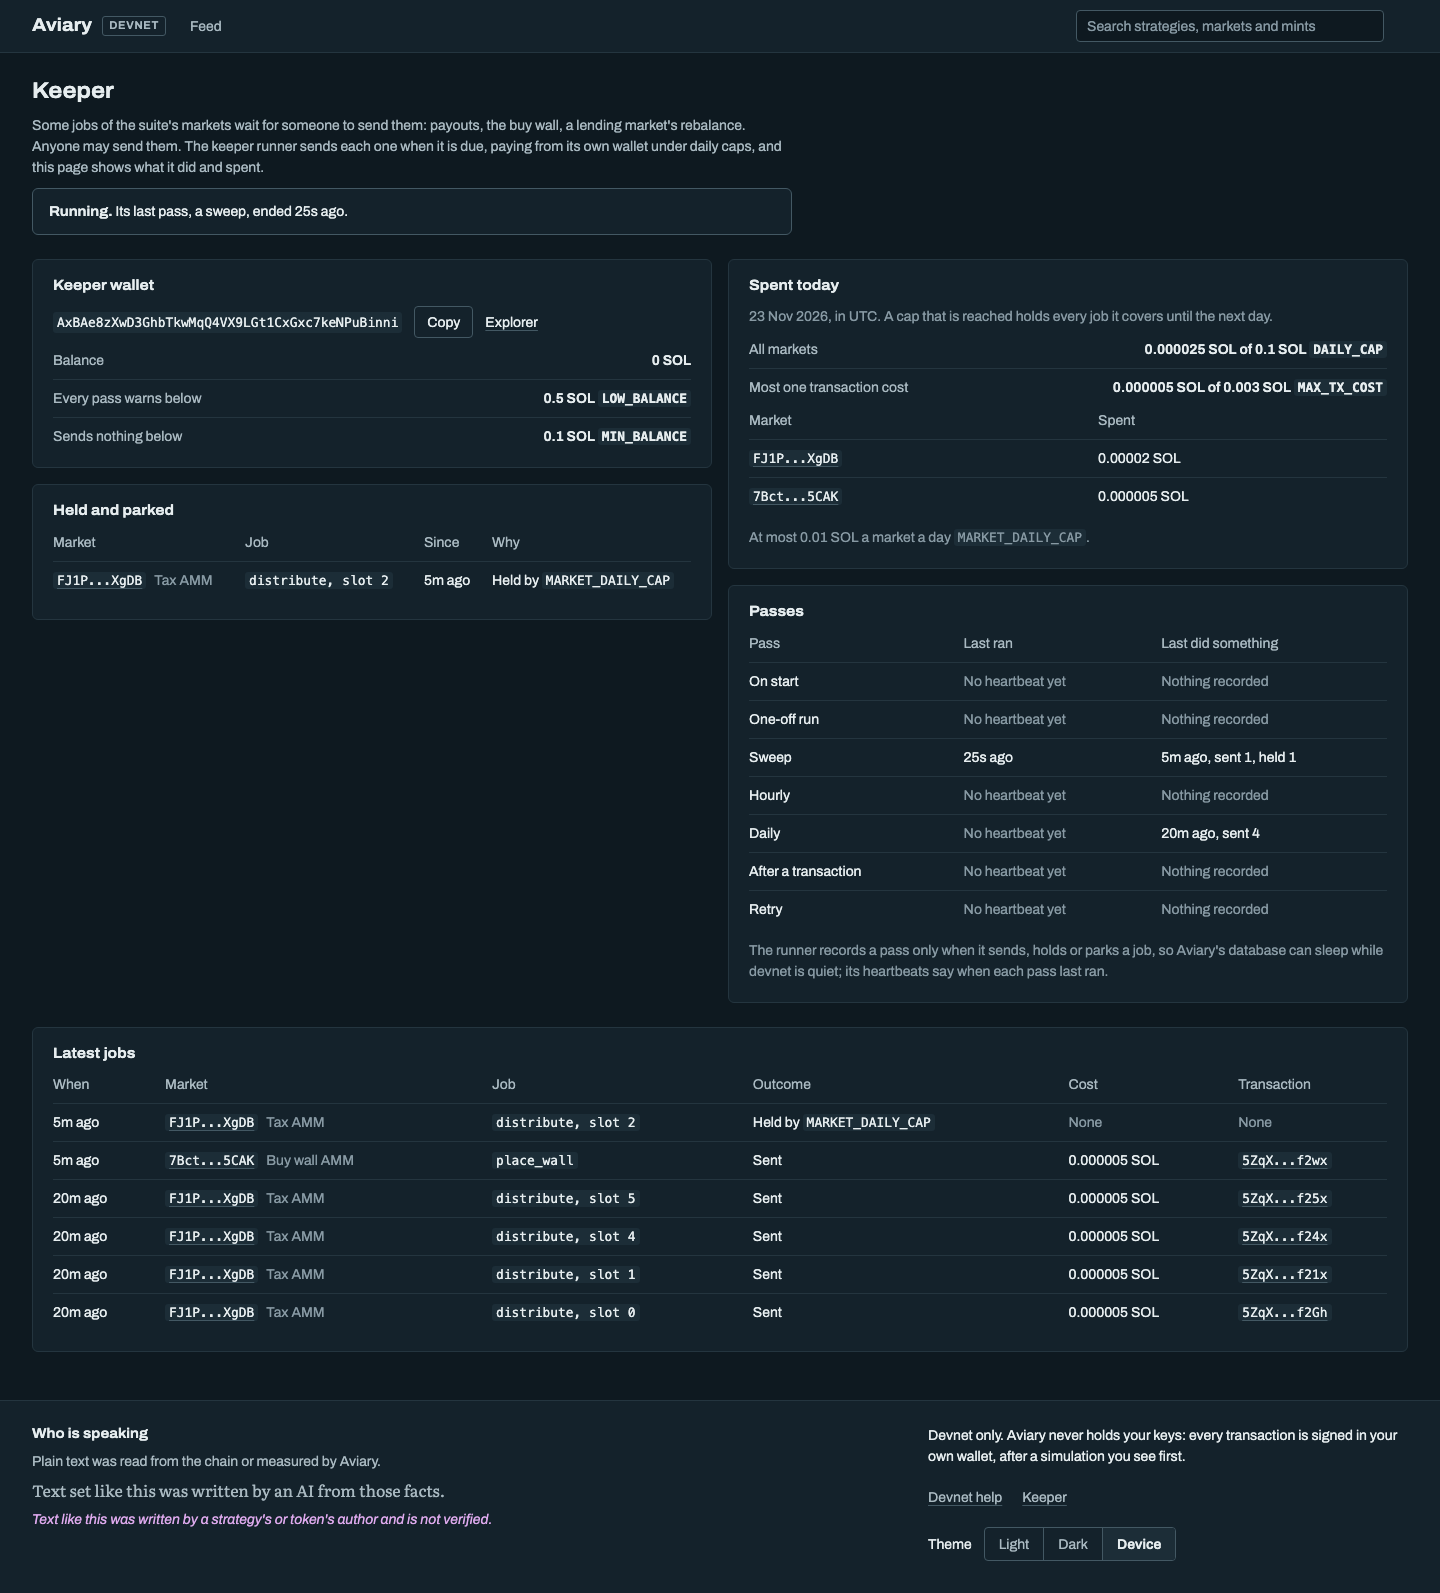 Aviary DEVNET Feed Search strategies, markets and mints
Keeper
Some jobs of the suite's markets wait for someone to send them: payouts, the buy wall, a lending market's rebalance.
Anyone may send them. The keeper runner sends each one when it is due, paying from its own wallet under daily caps, and
this page shows what it did and spent.
Running. Its last pass, a sweep, ended 25s ago.
Keeper wallet
AxBAe8zXwD3GhbTkwMqQ4VX9LGt1CxGxc7keNPuBinni Copy Explorer
Balance 0 SOL
Every pass warns below 0.5 SOL LOW_BALANCE
Sends nothing below 0.1 SOL MIN_BALANCE
Held and parked
Market Job Since Why
FJ1P...XgDB Tax AMM distribute, slot 2 5m ago Held by MARKET_DAILY_CAP
Spent today
23 Nov 2026, in UTC. A cap that is reached holds every job it covers until the next day.
All markets 0.000025 SOL of 0.1 SOL DAILY_CAP
Most one transaction cost 0.000005 SOL of 0.003 SOL MAX_TX_COST
Market Spent
FJ1P...XgDB 0.00002 SOL
7Bct...5CAK 0.000005 SOL
At most 0.01 SOL a market a day MARKET_DAILY_CAP.
Passes
Pass Last ran Last did something
On start No heartbeat yet Nothing recorded
One-off run No heartbeat yet Nothing recorded
Sweep 25s ago 5m ago, sent 1, held 1
Hourly No heartbeat yet Nothing recorded
Daily No heartbeat yet 20m ago, sent 4
After a transaction No heartbeat yet Nothing recorded
Retry No heartbeat yet Nothing recorded
The runner records a pass only when it sends, holds or parks a job, so Aviary's database can sleep while
devnet is quiet; its heartbeats say when each pass last ran.
Latest jobs
When Market Job Outcome Cost Transaction
5m ago FJ1P...XgDB Tax AMM distribute, slot 2 Held by MARKET_DAILY_CAP None None
5m ago 7Bct...5CAK Buy wall AMM place_wall Sent 0.000005 SOL 5ZqX...f2wx
20m ago FJ1P...XgDB Tax AMM distribute, slot 5 Sent 0.000005 SOL 5ZqX...f25x
20m ago FJ1P...XgDB Tax AMM distribute, slot 4 Sent 0.000005 SOL 5ZqX...f24x
20m ago FJ1P...XgDB Tax AMM distribute, slot 1 Sent 0.000005 SOL 5ZqX...f21x
20m ago FJ1P...XgDB Tax AMM distribute, slot 0 Sent 0.000005 SOL 5ZqX...f2Gh
Who is speaking
Plain text was read from the chain or measured by Aviary.
Text set like this was written by an AI from those facts.
Text like this was written by a strategy's or token's author and is not verified.
Devnet only. Aviary never holds your keys: every transaction is signed in your
own wallet, after a simulation you see first.
Devnet help Keeper
Theme Light Dark Device